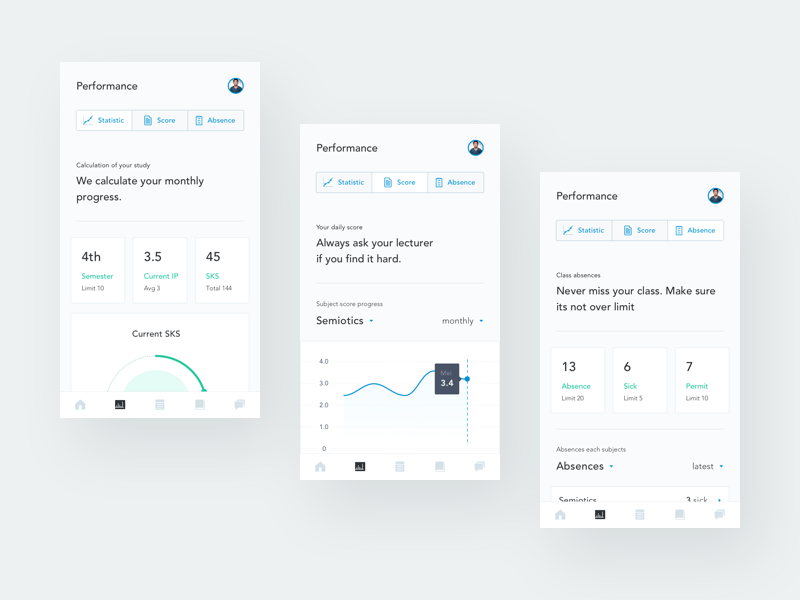 Performance
Statistic
Score
Absence
Calculation of your study
We calculate your monthly
progress.
4th
3.5
45
Semester
Current IP
SKS
Limit 10
Avg 3
Total 144
Current SKS
Performance
Statistic
Score
Absence
Your daily score
Always ask your lecturer
if you find it hard.
Subject score progress
Semiotics
monthly
4.0
3.0
2.0
1.0
0
Mei
3.4
Performance
Statistic
Score
Absence
Class absences
Never miss your class. Make sure
its not over limit
13
6
7
Absence
Sick
Permit
Limit 20
Limit 5
Limit 10
Absences each subjects
Absences
latest
Semiotics
3 sick